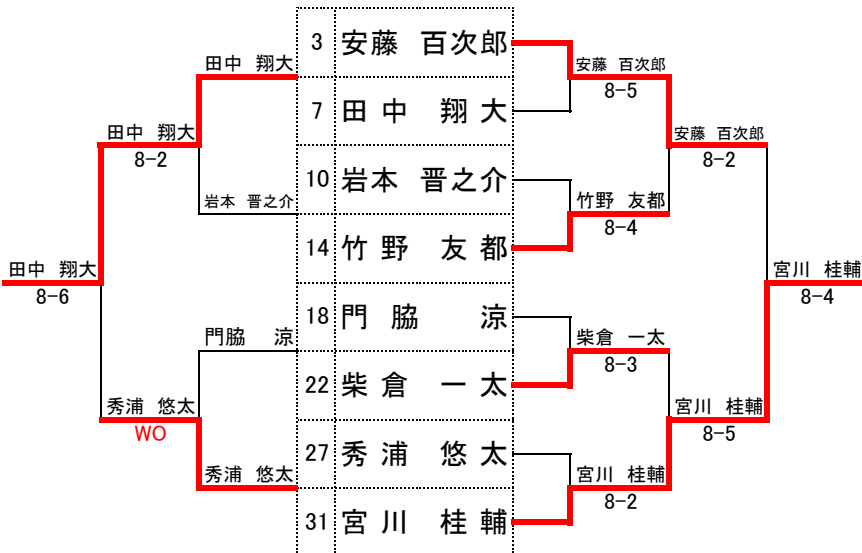 3 安藤 百次郎
7 田中 翔大
10 岩本 晋之介
14 竹野 友都
18 門脇 涼
22 柴倉 一太
27 秀浦 悠太
31 宮川 桂輔
田中 翔大
田中 翔大
8-2
岩本 晋之介
田中 翔大
8-6
門脇 涼
秀浦 悠太
WO
秀浦 悠太
安藤 百次郎
8-5
安藤 百次郎
8-2
竹野 友都
8-4
宮川 桂輔
8-4
柴倉 一太
8-3
宮川 桂輔
8-5
宮川 桂輔
8-2